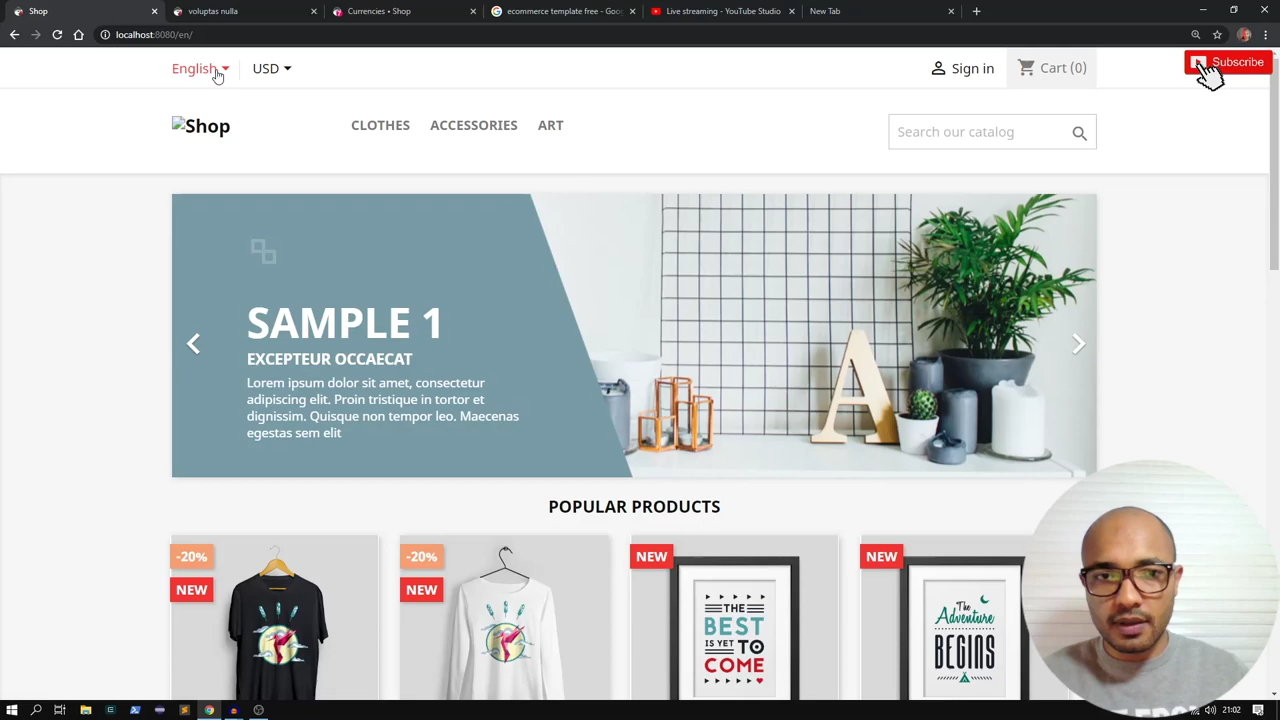 Shop
voluptas nulla
Currencies • Shop
ecommerce template free - Goog
Live streaming - YouTube Studio
New Tab
localhost:8080/en/
English
USD
Sign in
Cart (0)
Subscribe
Shop
CLOTHES
ACCESSORIES
ART
Search our catalog
SAMPLE 1
EXCEPTEUR OCCAECAT
Lorem ipsum dolor sit amet, consectetur
adipiscing elit. Proin tristique in tortor et
dignissim. Quisque non tempor leo. Maecenas
egestas sem elit
A
POPULAR PRODUCTS
-20%
NEW
-20%
NEW
NEW
THE
BEST
IS YET TO
COME
NEW
The
Adventure
BEGINS
21:02